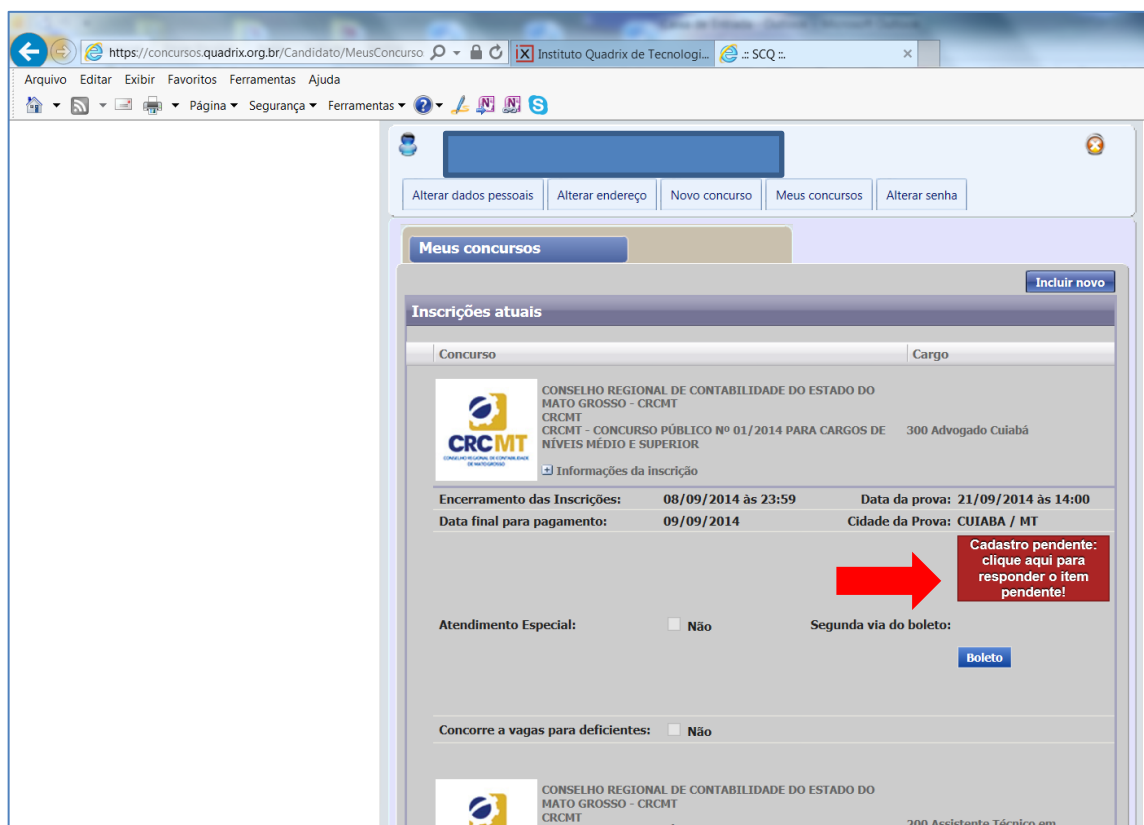 https://concursos.quadrix.org.br/Candidato/MeusConcurso
Instituto Quadrix de Tecnologi...
.:: SCQ ::.
Arquivo Editar Exibir Favoritos Ferramentas Ajuda
Página Segurança Ferramentas
Alterar dados pessoais Alterar endereço Novo concurso Meus concursos Alterar senha
Meus concursos
Incluir novo
Inscrições atuais
Concurso Cargo
CONSELHO REGIONAL DE CONTABILIDADE DO ESTADO DO
MATO GROSSO - CRCMT
CRCMT
CRCMT - CONCURSO PÚBLICO Nº 01/2014 PARA CARGOS DE
NÍVEIS MÉDIO E SUPERIOR
300 Advogado Cuiabá
CRCMT
CONSELHO REGIONAL DE CONTABILIDADE
DE MATO GROSSO
Informações da inscrição
Encerramento das Inscrições: 08/09/2014 às 23:59 Data da prova: 21/09/2014 às 14:00
Data final para pagamento: 09/09/2014 Cidade da Prova: CUIABA / MT
Cadastro pendente:
clique aqui para
responder o item
pendente!
Atendimento Especial: Não Segunda via do boleto:
Boleto
Concorre a vagas para deficientes: Não
CONSELHO REGIONAL DE CONTABILIDADE DO ESTADO DO
MATO GROSSO - CRCMT
CRCMT
200 Assistente Técnico em